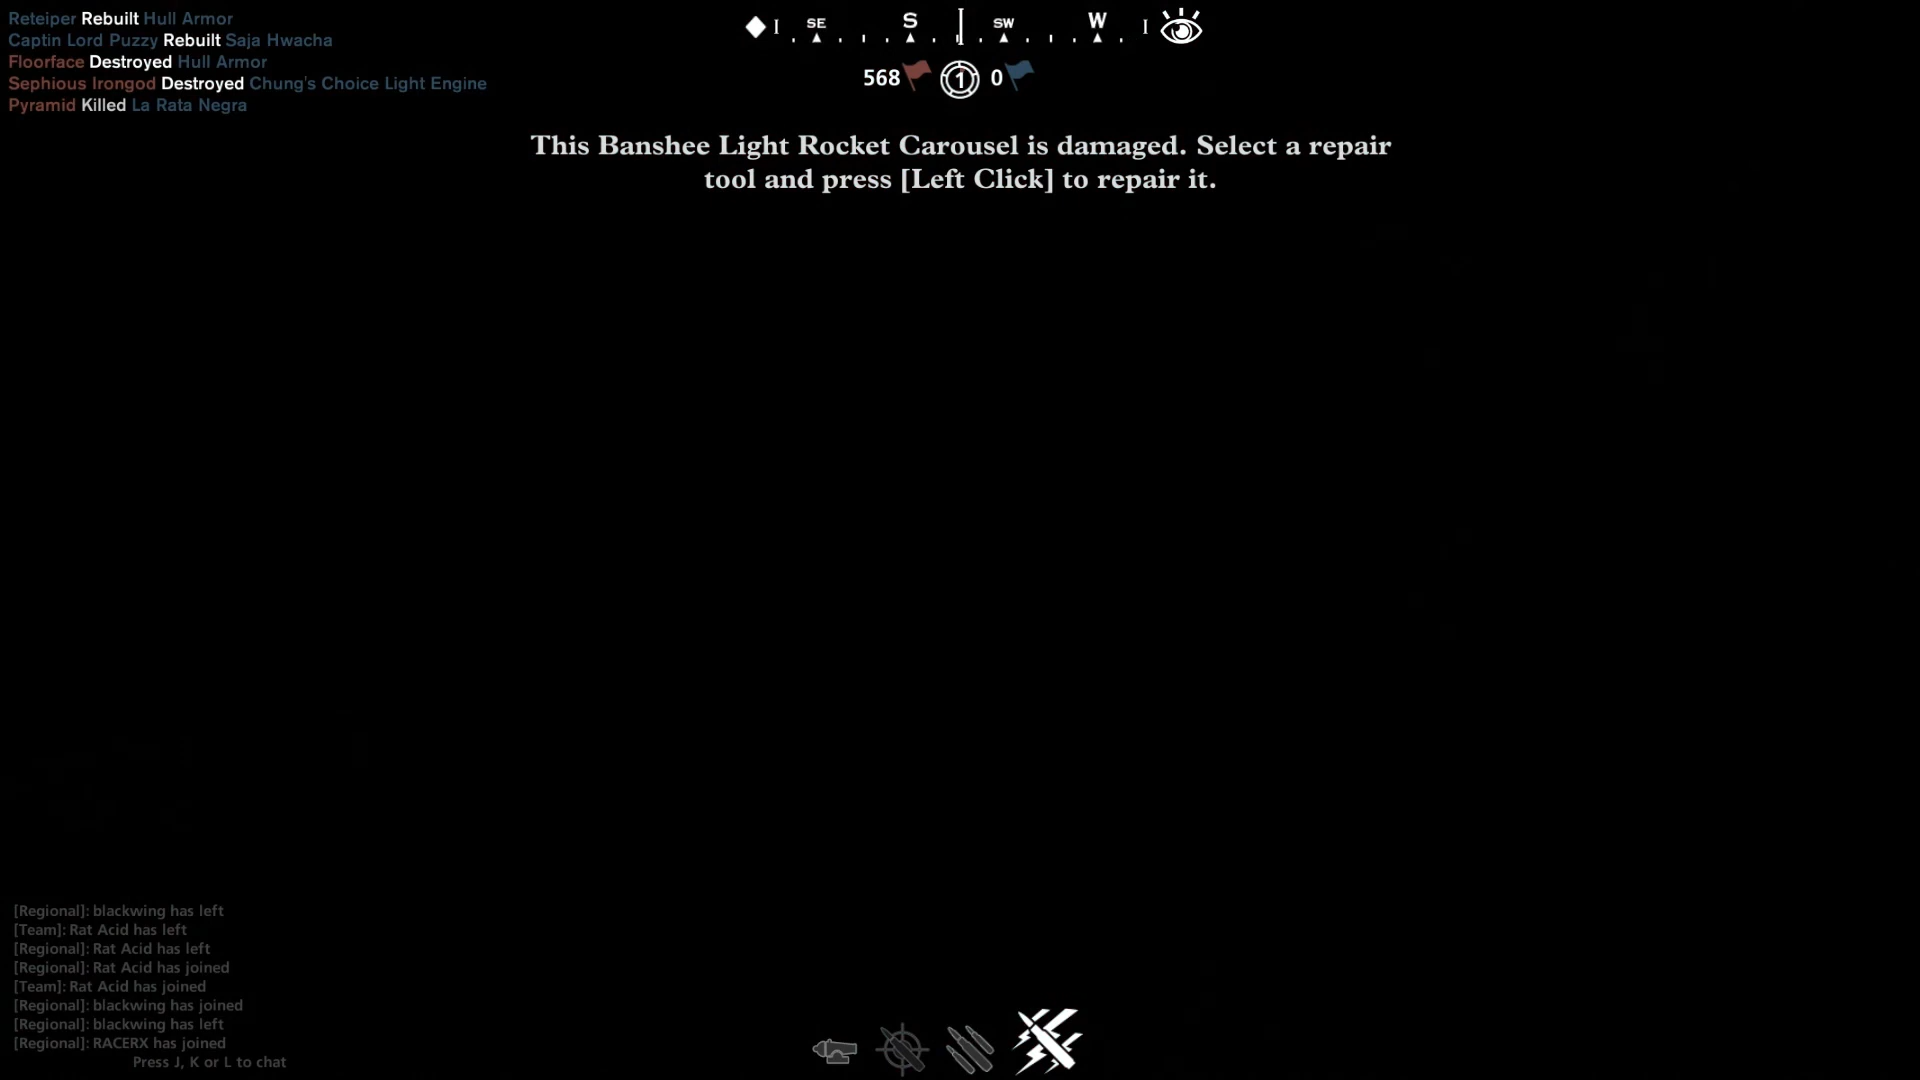 Reteiper Rebuilt Hull Armor
Captin Lord Puzzy Rebuilt Saja Hwacha
Floorface Destroyed Hull Armor
Sephious Irongod Destroyed Chung's Choice Light Engine
Pyramid Killed La Rata Negra
I SE S SW W I
568 1 0
This Banshee Light Rocket Carousel is damaged. Select a repair
tool and press [Left Click] to repair it.
[Regional]: blackwing has left
[Team]: Rat Acid has left
[Regional]: Rat Acid has left
[Regional]: Rat Acid has joined
[Team]: Rat Acid has joined
[Regional]: blackwing has joined
[Regional]: blackwing has left
[Regional]: RACERX has joined
Press J, K or L to chat